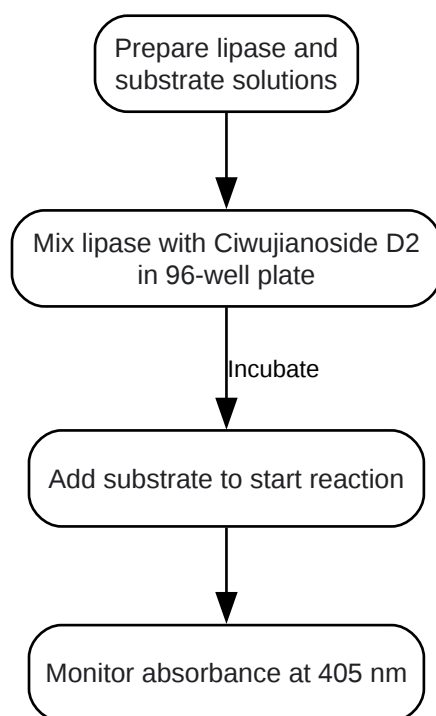 Prepare lipase and
substrate solutions
Mix lipase with Ciwujianoside D2
in 96-well plate
Incubate
Add substrate to start reaction
Monitor absorbance at 405 nm